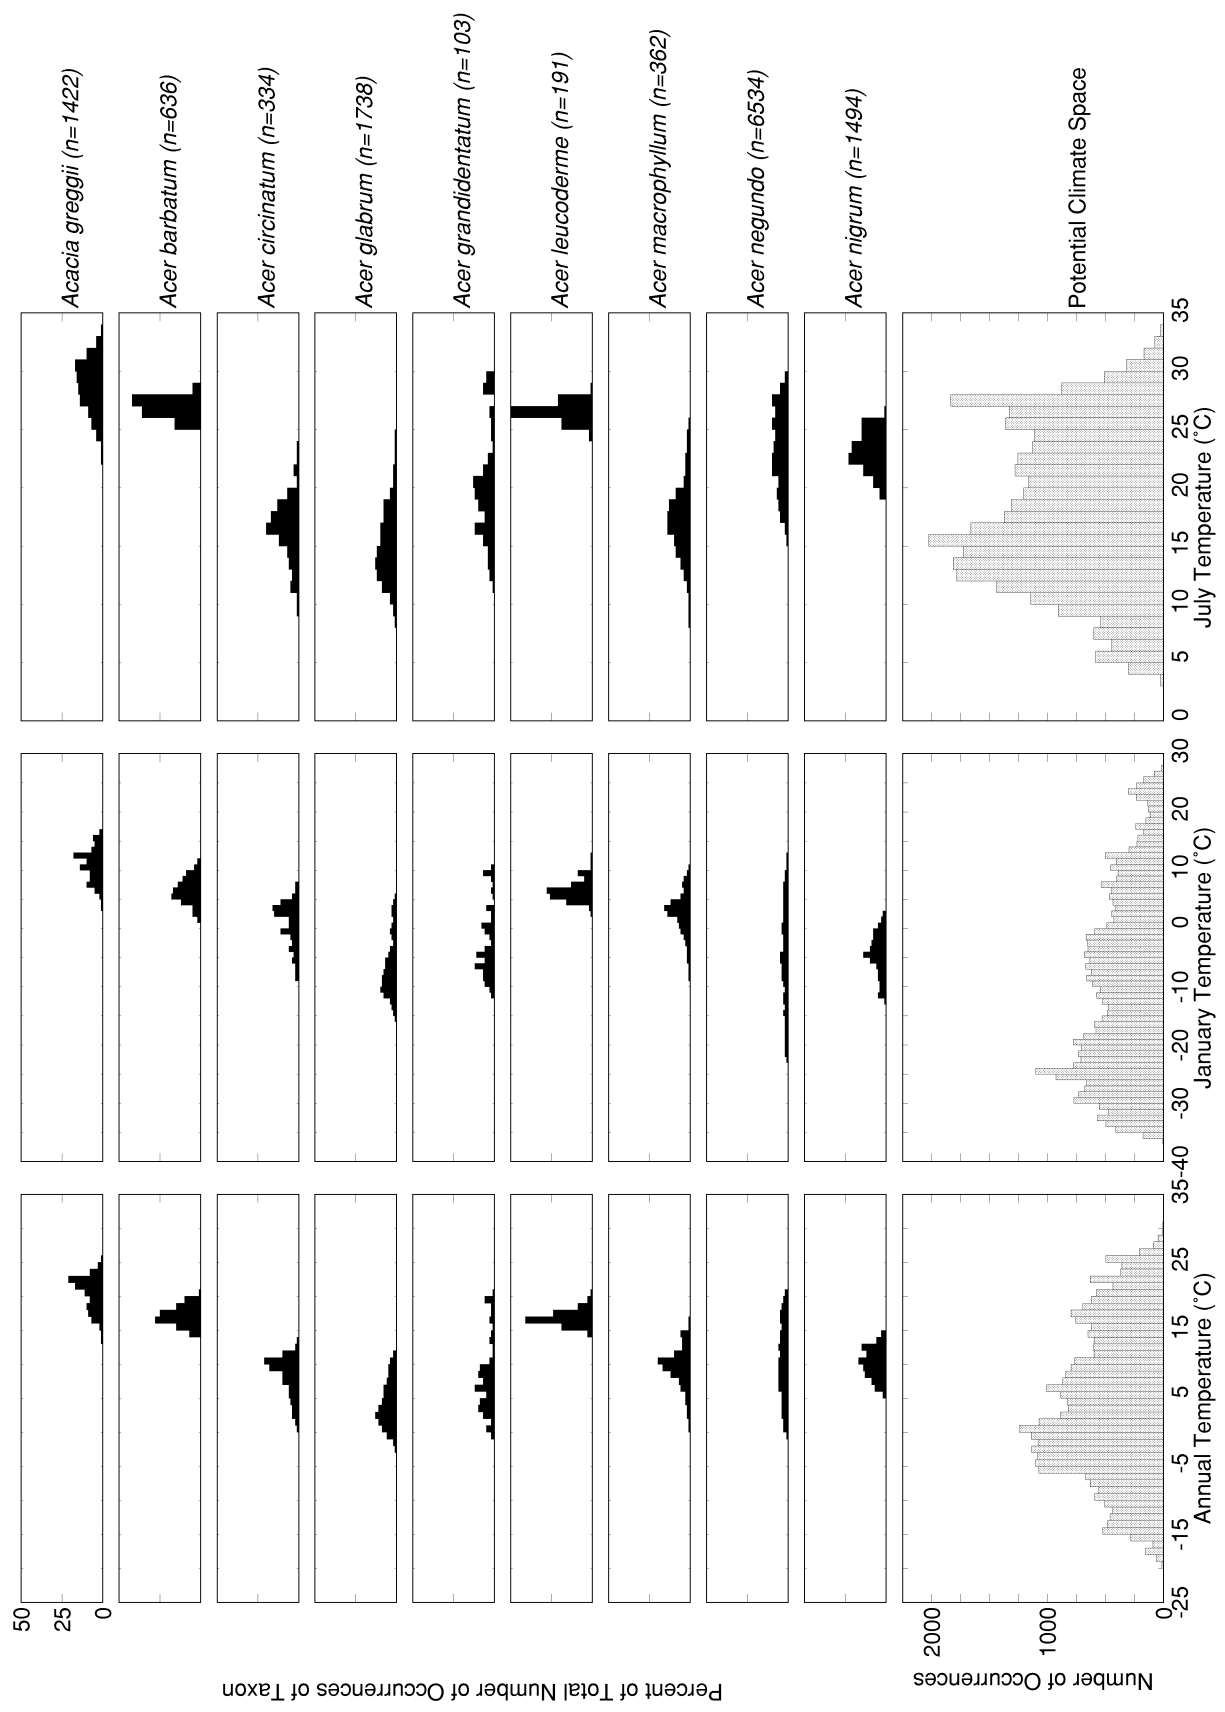 Percent of Total Number of Occurrences of Taxon
Number of Occurrences
50
25
0
2000
1000
0
Acacia greggii (n=1422)
Acer barbatum (n=636)
Acer circinatum (n=334)
Acer glabrum (n=1738)
Acer grandidentatum (n=103)
Acer leucoderme (n=191)
Acer macrophyllum (n=362)
Acer negundo (n=6534)
Acer nigrum (n=1494)
Potential Climate Space
-25 -15 -5 5 15 25 35
Annual Temperature (˚C)
-40 -30 -20 -10 0 10 20 30
January Temperature (˚C)
0 5 10 15 20 25 30 35
July Temperature (˚C)